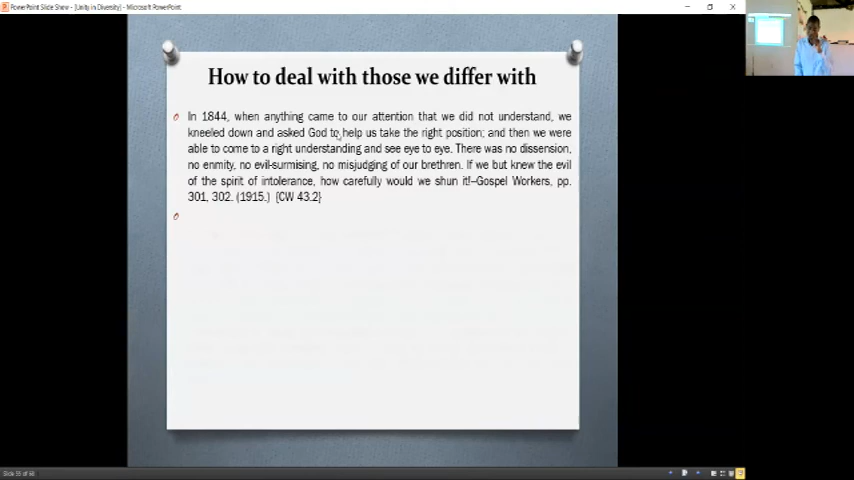 PowerPoint Slide Show - [Unity in Diversity] - Microsoft PowerPoint
How to deal with those we differ with
In 1844, when anything came to our attention that we did not understand, we
kneeled down and asked God to help us take the right position; and then we were
able to come to a right understanding and see eye to eye. There was no dissension,
no enmity, no evil-surmising, no misjudging of our brethren. If we but knew the evil
of the spirit of intolerance, how carefully would we shun it!--Gospel Workers, pp.
301, 302. (1915.) {CW 43.2}